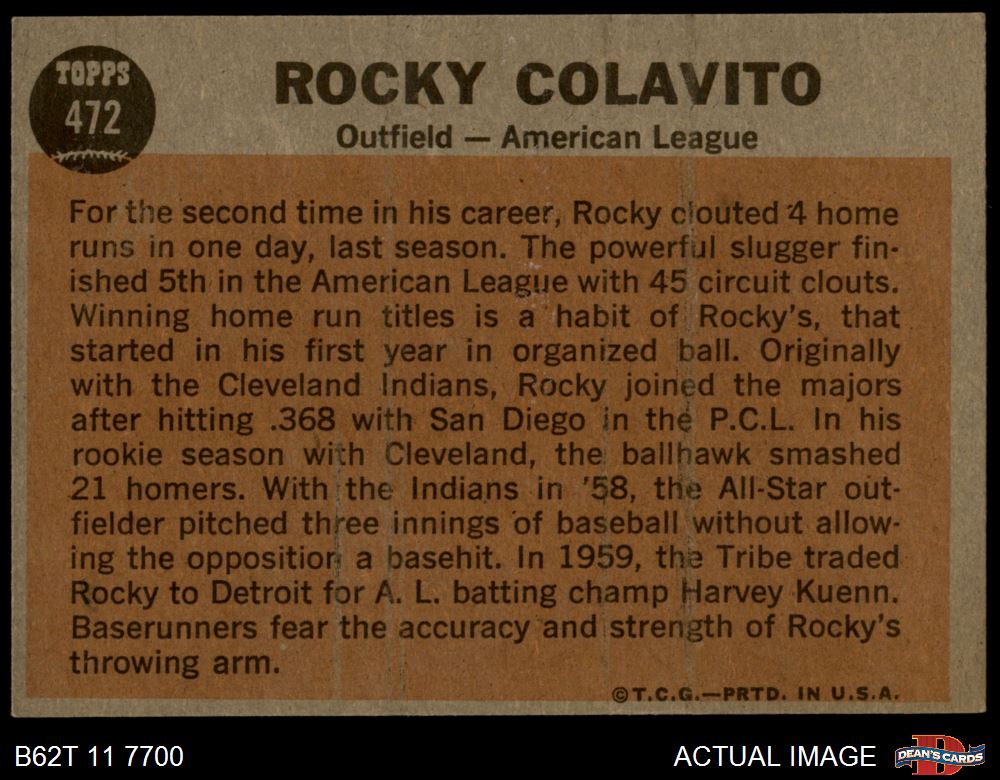 TOPPS
472
ROCKY COLAVITO
Outfield — American League
For the second time in his career, Rocky clouted 4 home
runs in one day, last season. The powerful slugger fin-
ished 5th in the American League with 45 circuit clouts.
Winning home run titles is a habit of Rocky's, that
started in his first year in organized ball. Originally
with the Cleveland Indians, Rocky joined the majors
after hitting .368 with San Diego in the P.C.L. In his
rookie season with Cleveland, the ballhawk smashed
21 homers. With the Indians in '58, the All-Star out-
fielder pitched three innings of baseball without allow-
ing the opposition a basehit. In 1959, the Tribe traded
Rocky to Detroit for A. L. batting champ Harvey Kuenn.
Baserunners fear the accuracy and strength of Rocky's
throwing arm.
©T.C.G.—PRTD. IN U.S.A.
B62T 11 7700
ACTUAL IMAGE
D
DEAN'S CARDS